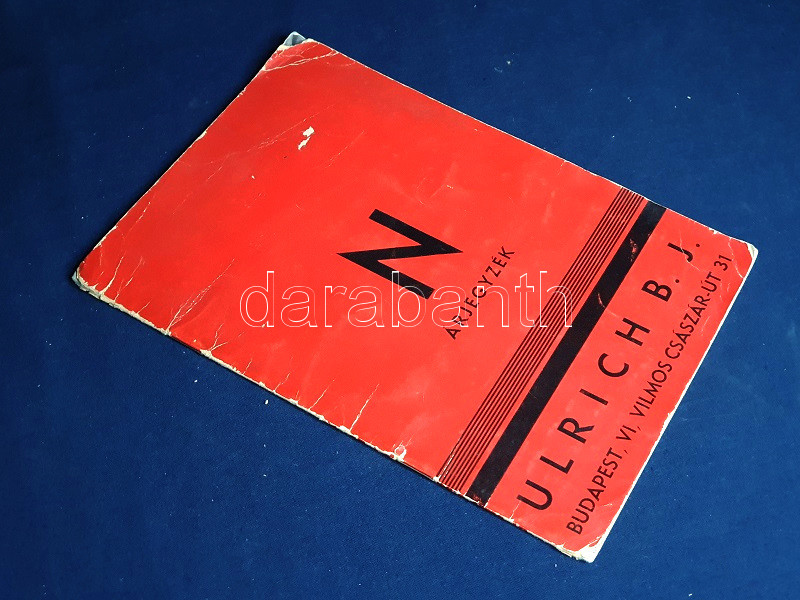 N
ÁRJEGYZÉK
ULRICH B. J.
BUDAPEST, VI, VILMOS CSÁSZÁR-ÚT 31
darabanth